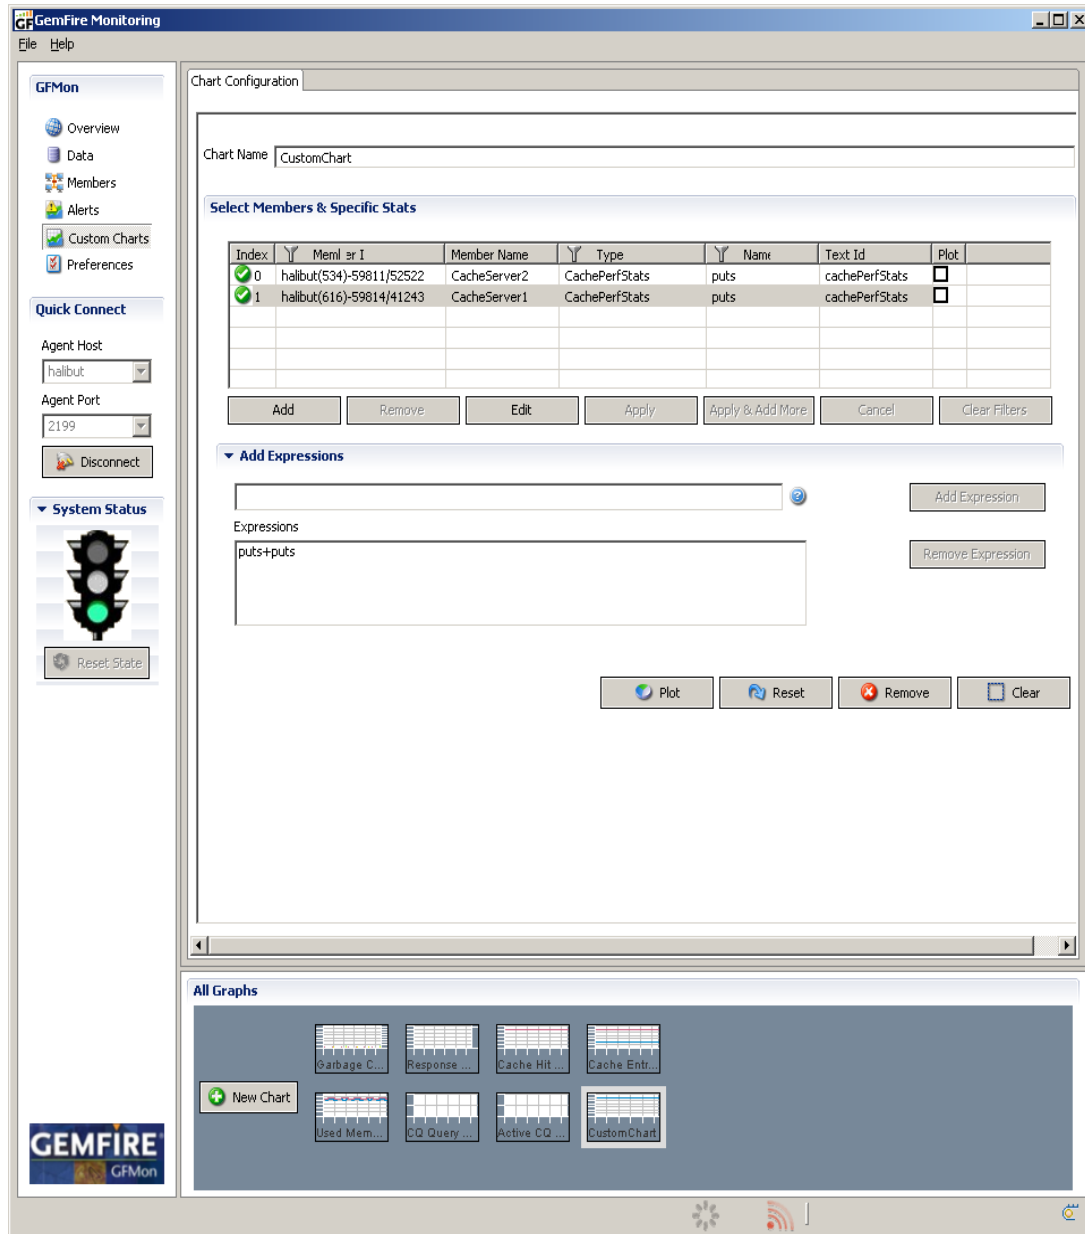 GemFire Monitoring
File Help
GFMon
Overview
Data
Members
Alerts
Custom Charts
Preferences
Quick Connect
Agent Host
halibut
Agent Port
2199
Disconnect
System Status
Reset State
GEMFIRE
GFMon
Chart Configuration
Chart Name CustomChart
Select Members & Specific Stats
Index Member I Member Name Type Name Text Id Plot
0 halibut(534)-59811/52522 CacheServer2 CachePerfStats puts cachePerfStats
1 halibut(616)-59814/41243 CacheServer1 CachePerfStats puts cachePerfStats
Add Remove Edit Apply Apply & Add More Cancel Clear Filters
Add Expressions
Add Expression
Expressions
puts+puts
Remove Expression
Plot Reset Remove Clear
All Graphs
New Chart
Garbage C... Response ... Cache Hit ... Cache Entr...
Used Mem... CQ Query ... Active CQ ... CustomChart